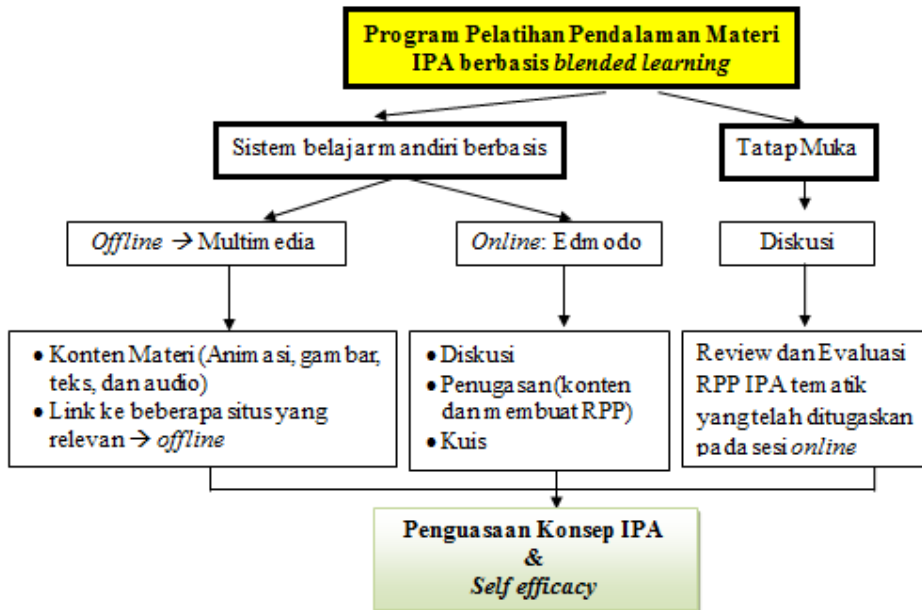 Program Pelatihan Pendalaman Materi
IPA berbasis blended learning
Sistem belajar mandiri berbasis
Tatap Muka
Offline → Multimedia
Online: Edmodo
Diskusi
• Konten Materi (Animasi, gambar,
teks, dan audio)
• Link ke beberapa situs yang
relevan → offline
• Diskusi
• Penugasan (konten
dan membuat RPP)
• Kuis
Review dan Evaluasi
RPP IPA tematik
yang telah ditugaskan
pada sesi online
Penguasaan Konsep IPA
&
Self efficacy